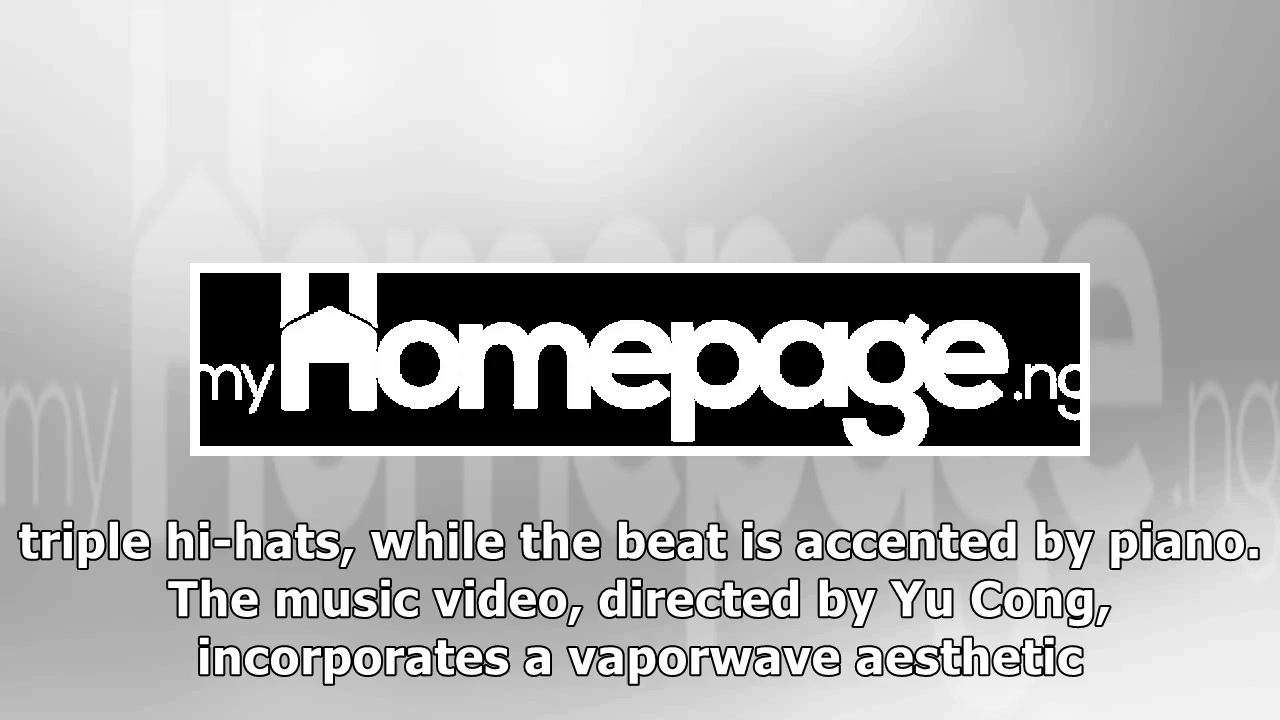 myHomepage.ng
triple hi-hats, while the beat is accented by piano.
The music video, directed by Yu Cong,
incorporates a vaporwave aesthetic